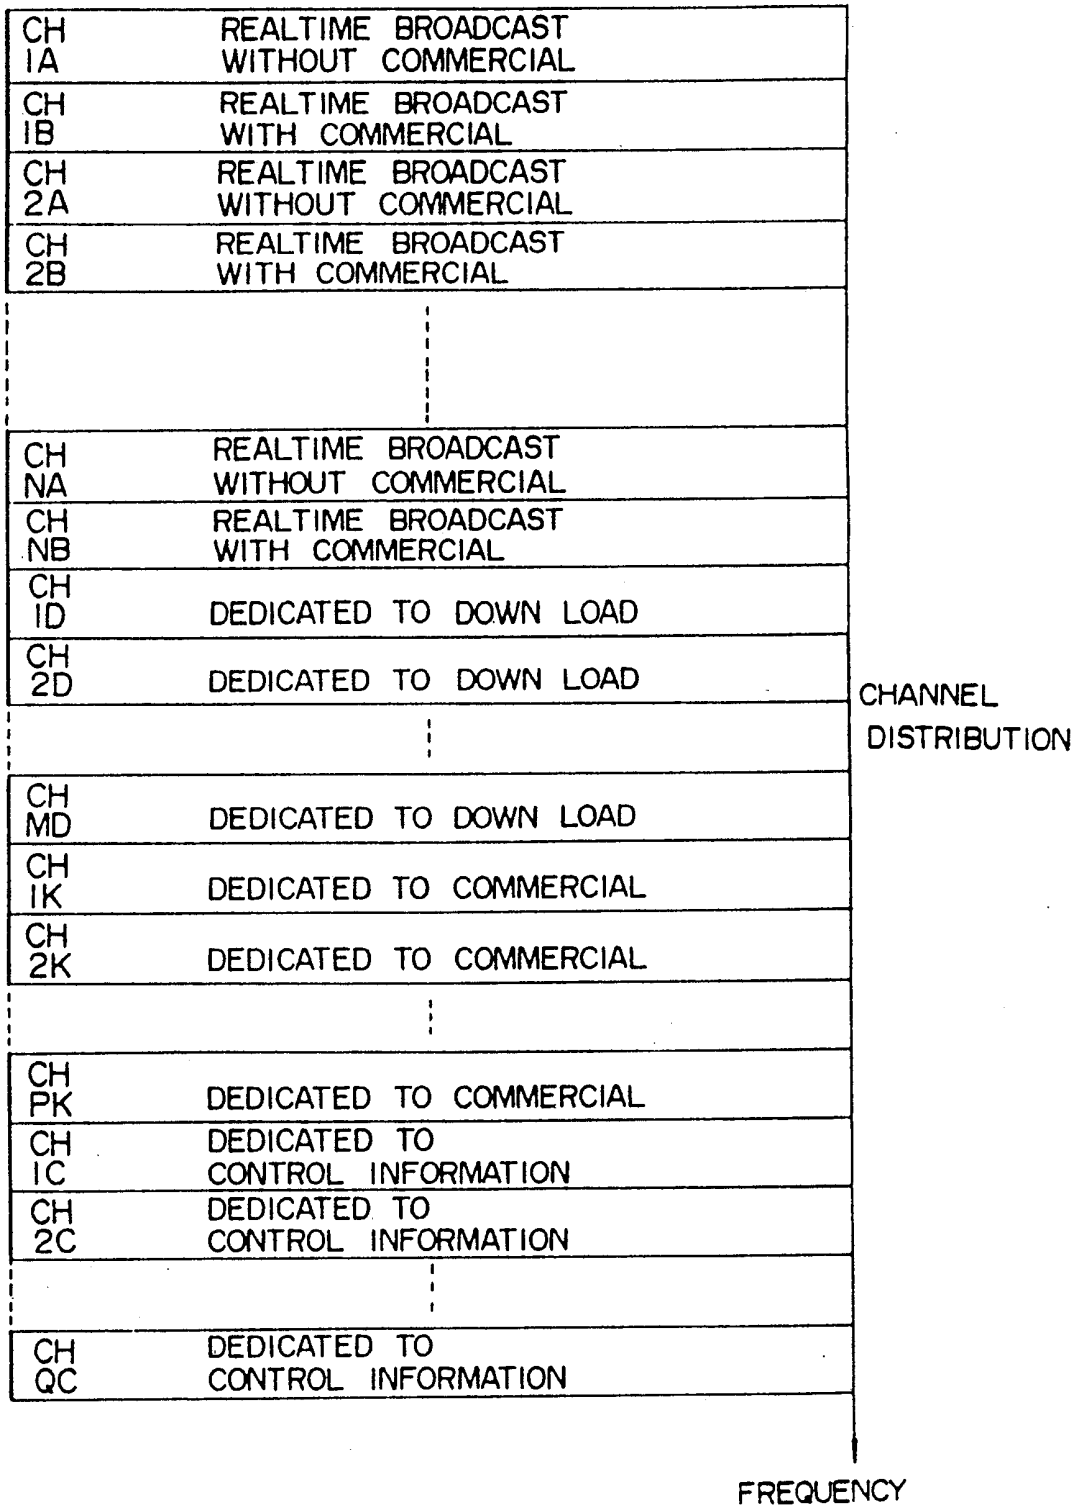 CH REALTIME BROADCAST
1A WITHOUT COMMERCIAL
CH REALTIME BROADCAST
1B WITH COMMERCIAL
CH REALTIME BROADCAST
2A WITHOUT COMMERCIAL
CH REALTIME BROADCAST
2B WITH COMMERCIAL
CH REALTIME BROADCAST
NA WITHOUT COMMERCIAL
CH REALTIME BROADCAST
NB WITH COMMERCIAL
CH
1D DEDICATED TO DOWN LOAD
CH
2D DEDICATED TO DOWN LOAD
CHANNEL
DISTRIBUTION
CH
MD DEDICATED TO DOWN LOAD
CH
1K DEDICATED TO COMMERCIAL
CH
2K DEDICATED TO COMMERCIAL
CH
PK DEDICATED TO COMMERCIAL
CH DEDICATED TO
1C CONTROL INFORMATION
CH DEDICATED TO
2C CONTROL INFORMATION
CH DEDICATED TO
QC CONTROL INFORMATION
FREQUENCY